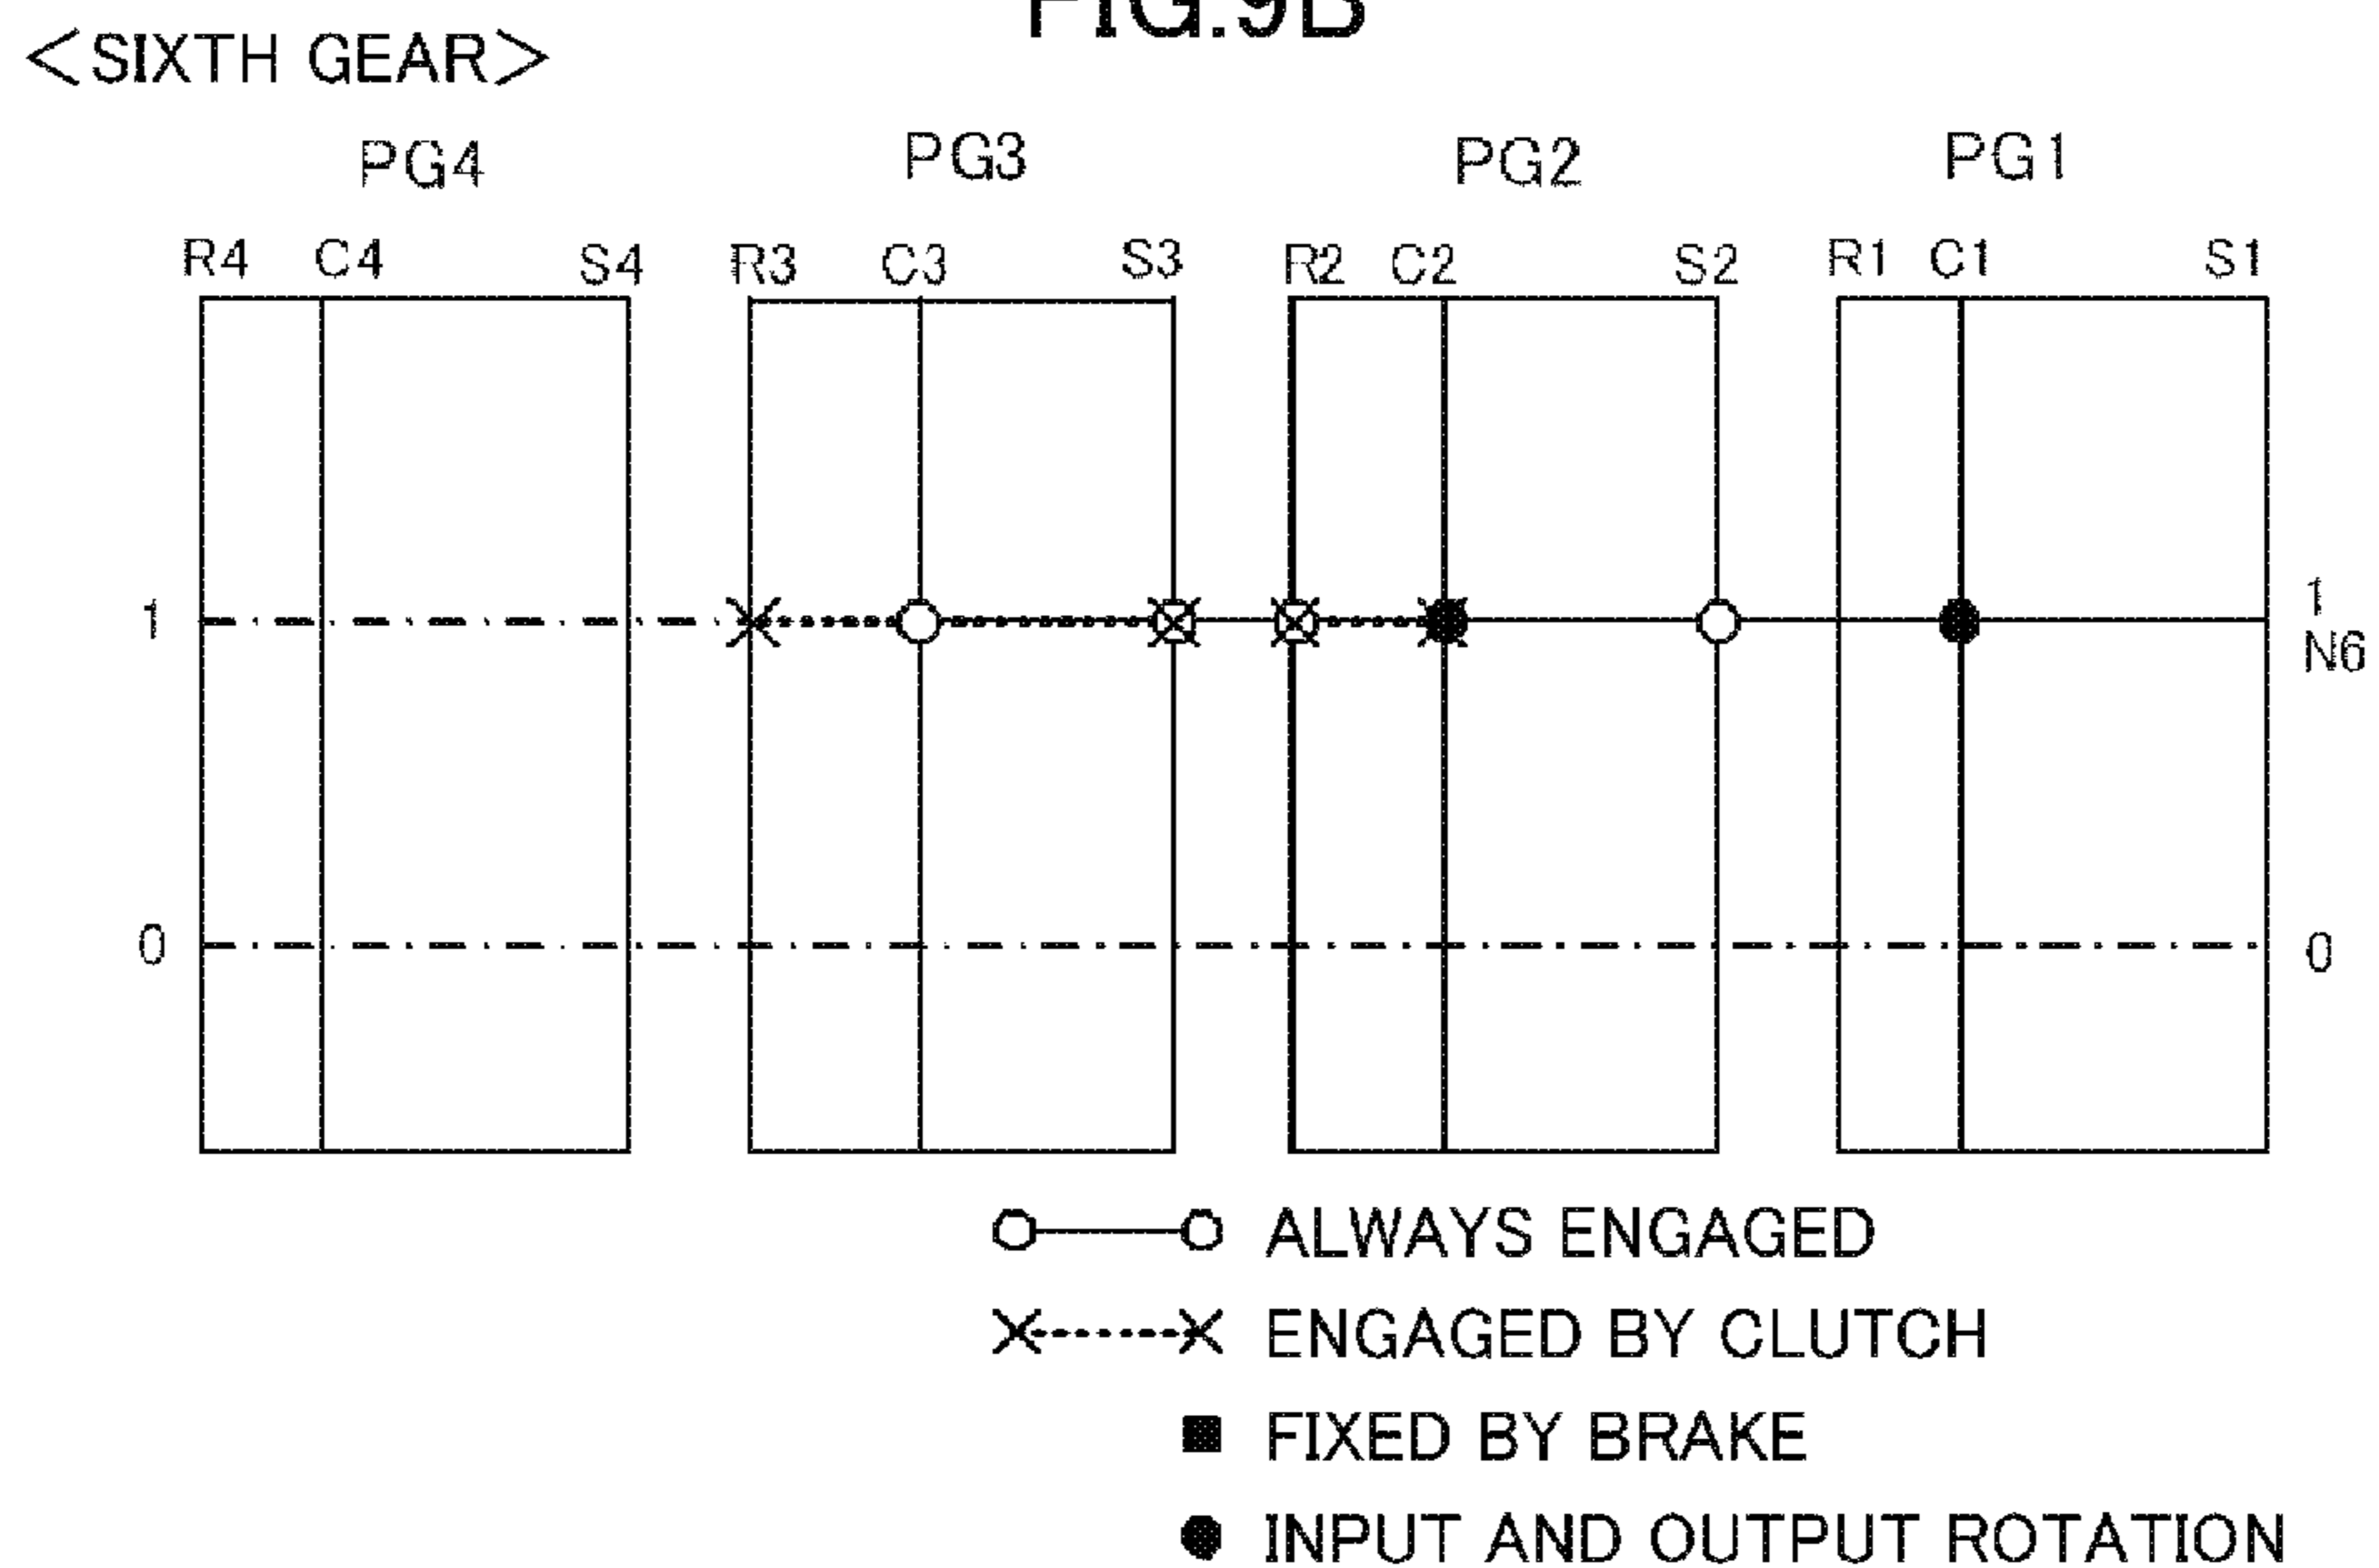 FIG.9B
<SIXTH GEAR>
PG4 PG3 PG2 PG1
R4 C4 S4 R3 C3 S3 R2 C2 S2 R1 C1 S1
1 1
N6
0 0
ALWAYS ENGAGED
ENGAGED BY CLUTCH
FIXED BY BRAKE
INPUT AND OUTPUT ROTATION